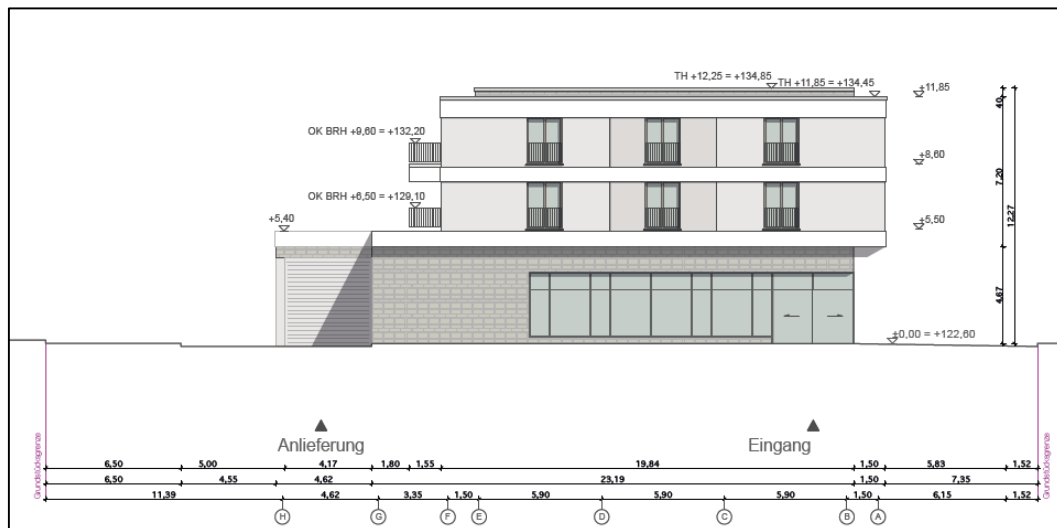 TH +12,25 = +134,85
TH +11,85 = +134,45
+11,85
OK BRH +9,60 = +132,20
+8,60
OK BRH +6,50 = +129,10
+5,40
+5,50
±0,00 = +122,60
40
7,20
12,27
4,67
Anlieferung
Eingang
Grundstücksgrenze
Grundstücksgrenze
6,50 5,00 4,17 1,80 1,55 19,84 1,50 5,83 1,52
6,50 4,55 4,62 23,19 1,50 7,35
11,39 4,62 3,35 1,50 5,90 5,90 5,90 1,50 6,15 1,52
H G F E D C B A